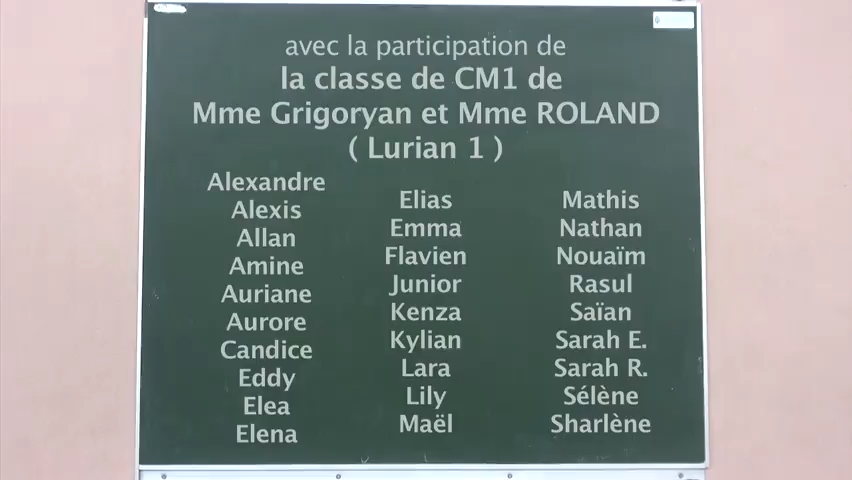 avec la participation de
la classe de CM1 de
Mme Grigoryan et Mme ROLAND
( Lurian 1 )
Alexandre
Alexis
Allan
Amine
Auriane
Aurore
Candice
Eddy
Elea
Elena
Elias
Emma
Flavien
Junior
Kenza
Kylian
Lara
Lily
Maël
Mathis
Nathan
Nouaïm
Rasul
Saïan
Sarah E.
Sarah R.
Sélène
Sharlène